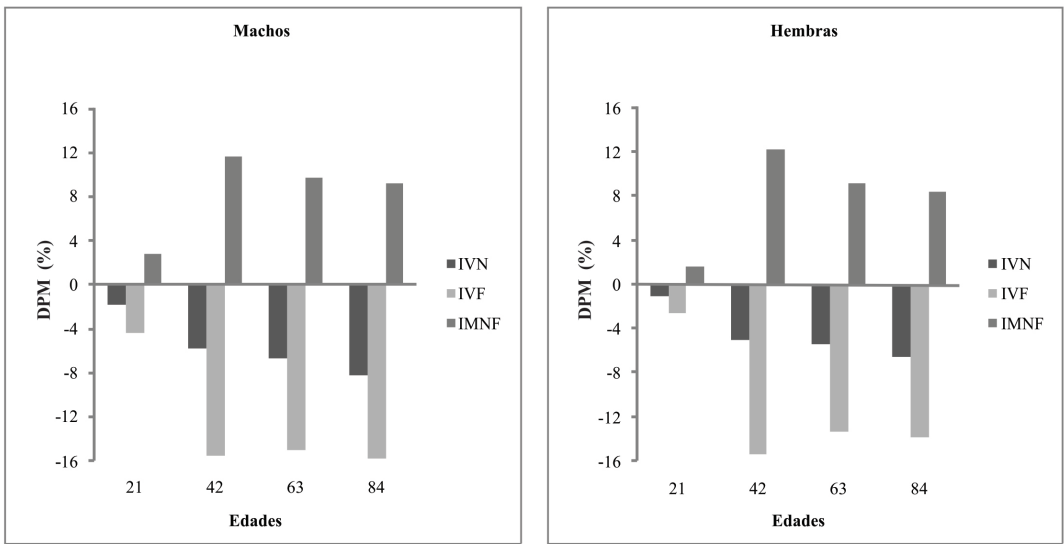 Machos
DPM (%)
16
12
8
4
0
-4
-8
-12
-16
21 42 63 84
Edades
IVN
IVF
IMNF
Hembras
DPM (%)
16
12
8
4
0
-4
-8
-12
-16
21 42 63 84
Edades
IVN
IVF
IMNF